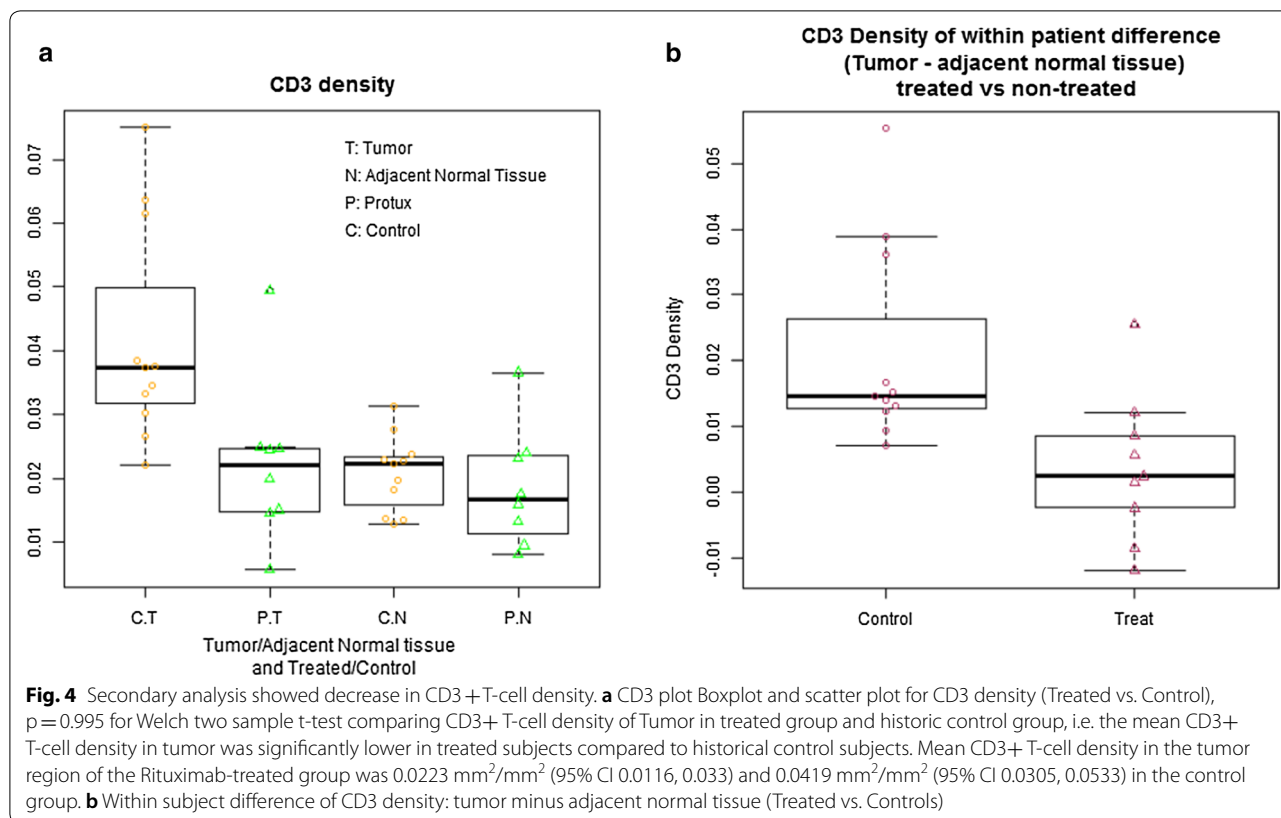 a
CD3 density
0.07
0.06
0.05
0.04
0.03
0.02
0.01
T: Tumor
N: Adjacent Normal Tissue
P: Protux
C: Control
C.T P.T C.N P.N
Tumor/Adjacent Normal tissue
and Treated/Control
b
CD3 Density of within patient difference
(Tumor - adjacent normal tissue)
treated vs non-treated
CD3 Density
0.05
0.04
0.03
0.02
0.01
0.00
-0.01
Control Treat
Fig. 4 Secondary analysis showed decrease in CD3+T-cell density. a CD3 plot Boxplot and scatter plot for CD3 density (Treated vs. Control),
p=0.995 for Welch two sample t-test comparing CD3+ T-cell density of Tumor in treated group and historic control group, i.e. the mean CD3+
T-cell density in tumor was significantly lower in treated subjects compared to historical control subjects. Mean CD3+ T-cell density in the tumor
region of the Rituximab-treated group was 0.0223 mm²/mm² (95% CI 0.0116, 0.033) and 0.0419 mm²/mm² (95% CI 0.0305, 0.0533) in the control
group. b Within subject difference of CD3 density: tumor minus adjacent normal tissue (Treated vs. Controls)